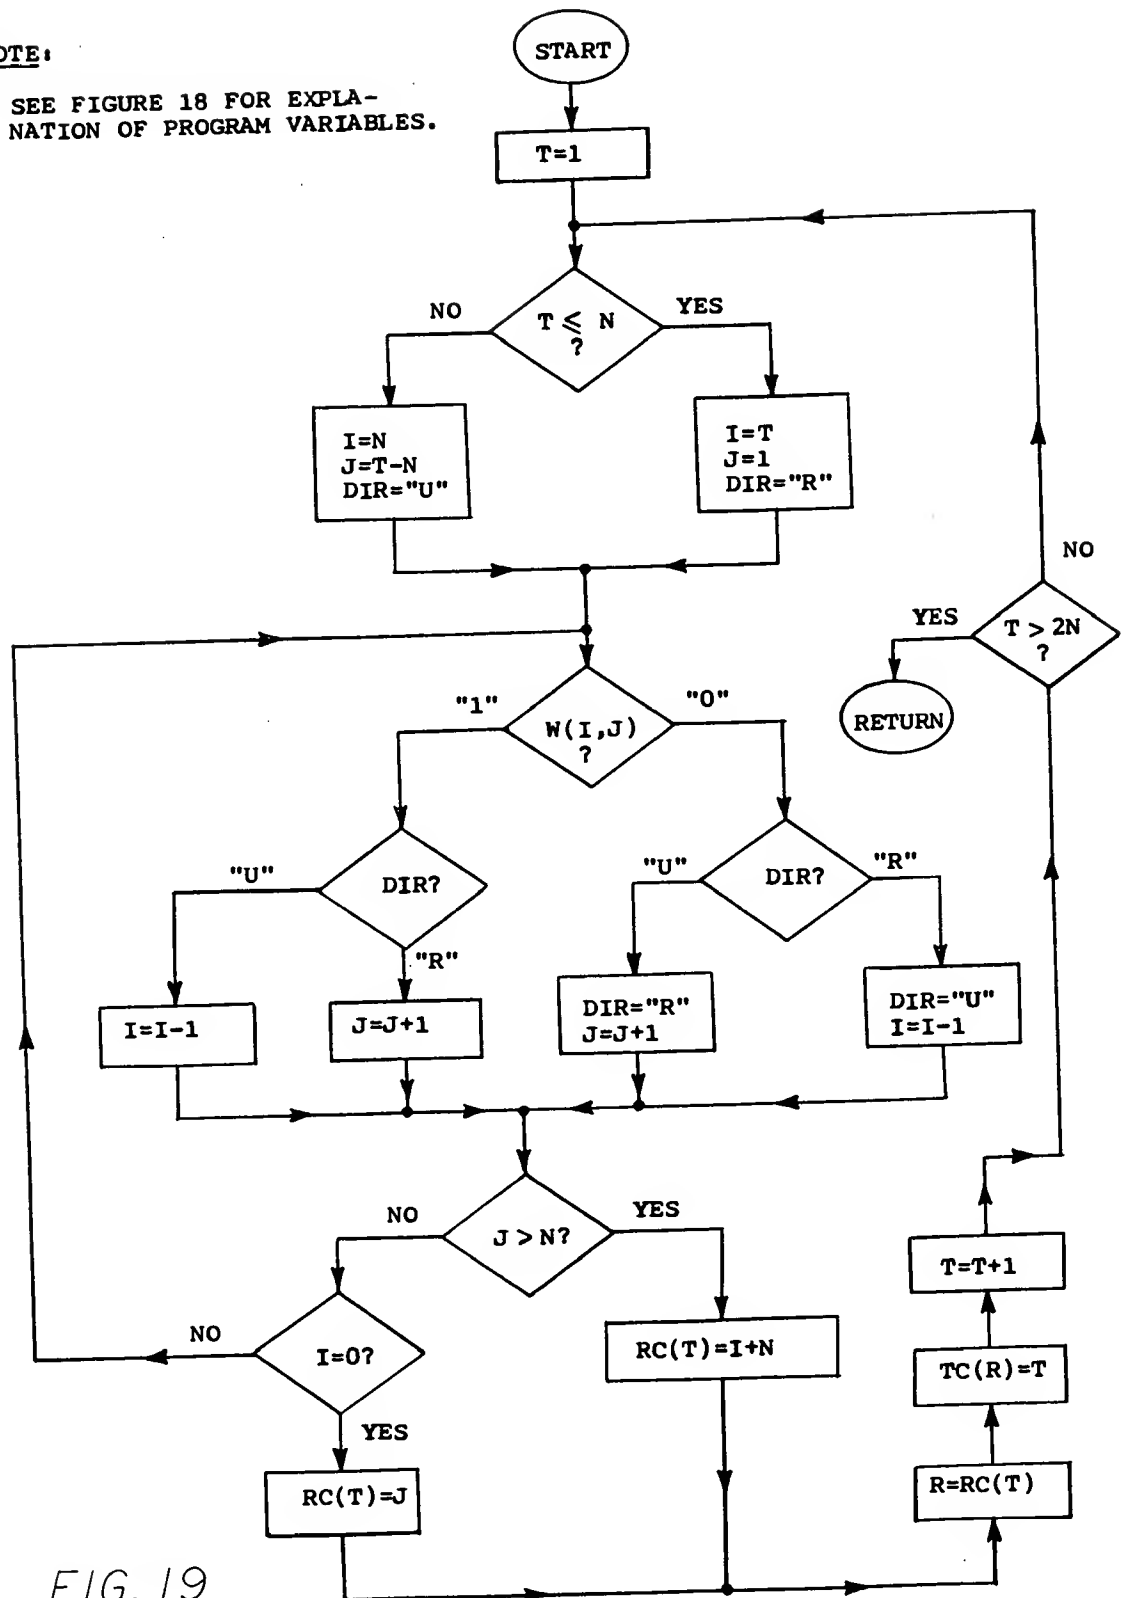 OTE:
SEE FIGURE 18 FOR EXPLA-
NATION OF PROGRAM VARIABLES.
START
T=1
T ≤ N
?
NO
YES
I=N
J=T-N
DIR="U"
I=T
J=1
DIR="R"
NO
YES
T > 2N
?
RETURN
W(I,J)
?
"1"
"0"
DIR?
"U"
"R"
DIR?
"U"
"R"
I=I-1
J=J+1
DIR="R"
J=J+1
DIR="U"
I=I-1
J > N?
NO
YES
I=0?
NO
YES
RC(T)=I+N
RC(T)=J
T=T+1
TC(R)=T
R=RC(T)
FIG. 19